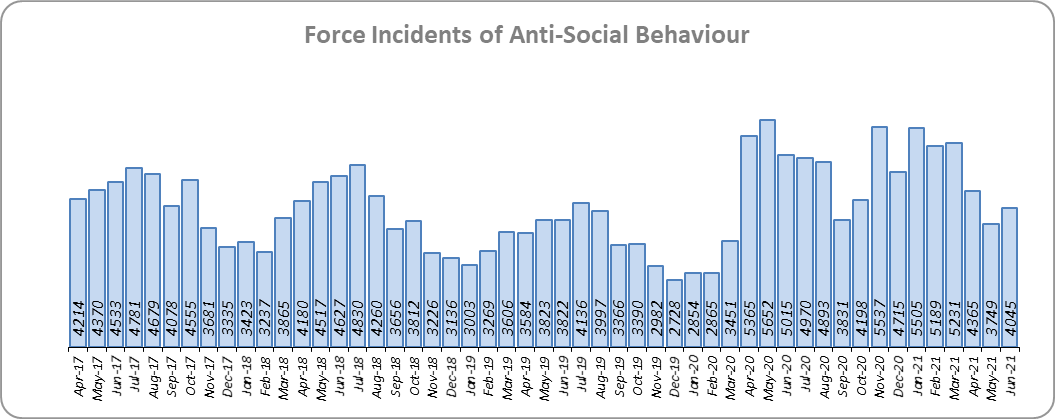 Force Incidents of Anti-Social Behaviour
4214 4370 4533 4781 4679 4078 4555 3681 3335 3423 3237 3865 4180 4517 4627 4830 4260 3656 3812 3226 3136 3003 3269 3606 3584 3823 3822 4136 3997 3366 3390 2982 2728 2854 2865 3451 5365 5652 5015 4970 4893 3831 4198 5537 4715 5505 5189 5231 4365 3749 4045
Apr-17 May-17 Jun-17 Jul-17 Aug-17 Sep-17 Oct-17 Nov-17 Dec-17 Jan-18 Feb-18 Mar-18 Apr-18 May-18 Jun-18 Jul-18 Aug-18 Sep-18 Oct-18 Nov-18 Dec-18 Jan-19 Feb-19 Mar-19 Apr-19 May-19 Jun-19 Jul-19 Aug-19 Sep-19 Oct-19 Nov-19 Dec-19 Jan-20 Feb-20 Mar-20 Apr-20 May-20 Jun-20 Jul-20 Aug-20 Sep-20 Oct-20 Nov-20 Dec-20 Jan-21 Feb-21 Mar-21 Apr-21 May-21 Jun-21